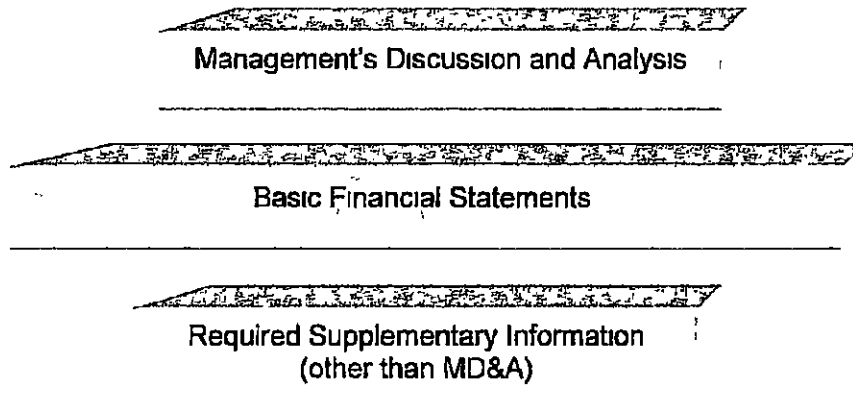 Management's Discussion and Analysis
Basic Financial Statements
Required Supplementary Information
(other than MD&A)